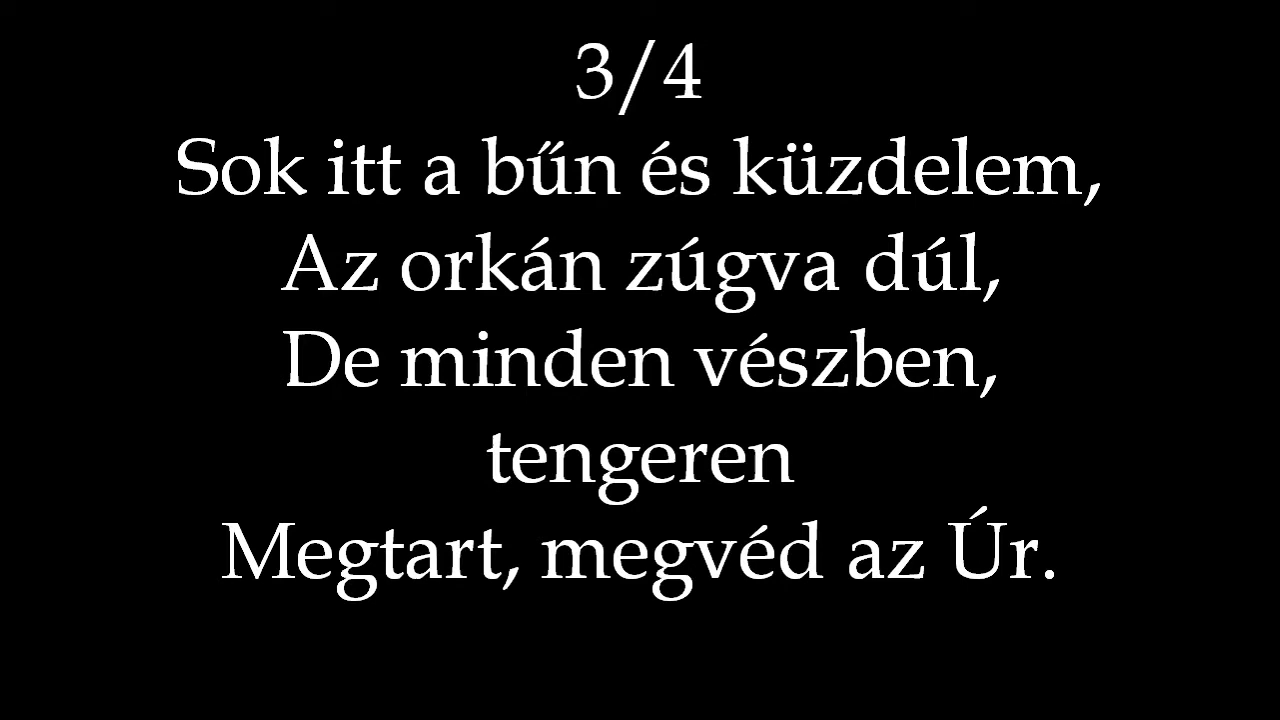 3/4
Sok itt a bűn és küzdelem,
Az orkán zúgva dúl,
De minden vészben,
tengeren
Megtart, megvéd az Úr.